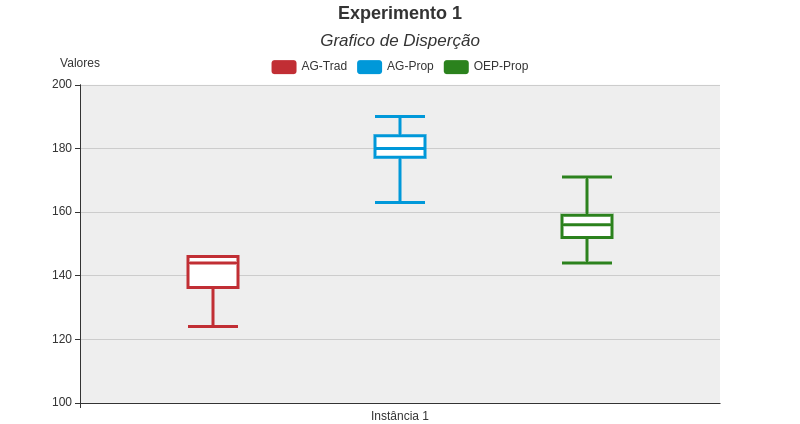 Experimento 1
Grafico de Disperção
Valores
AG-Trad AG-Prop OEP-Prop
200
180
160
140
120
100
Instância 1